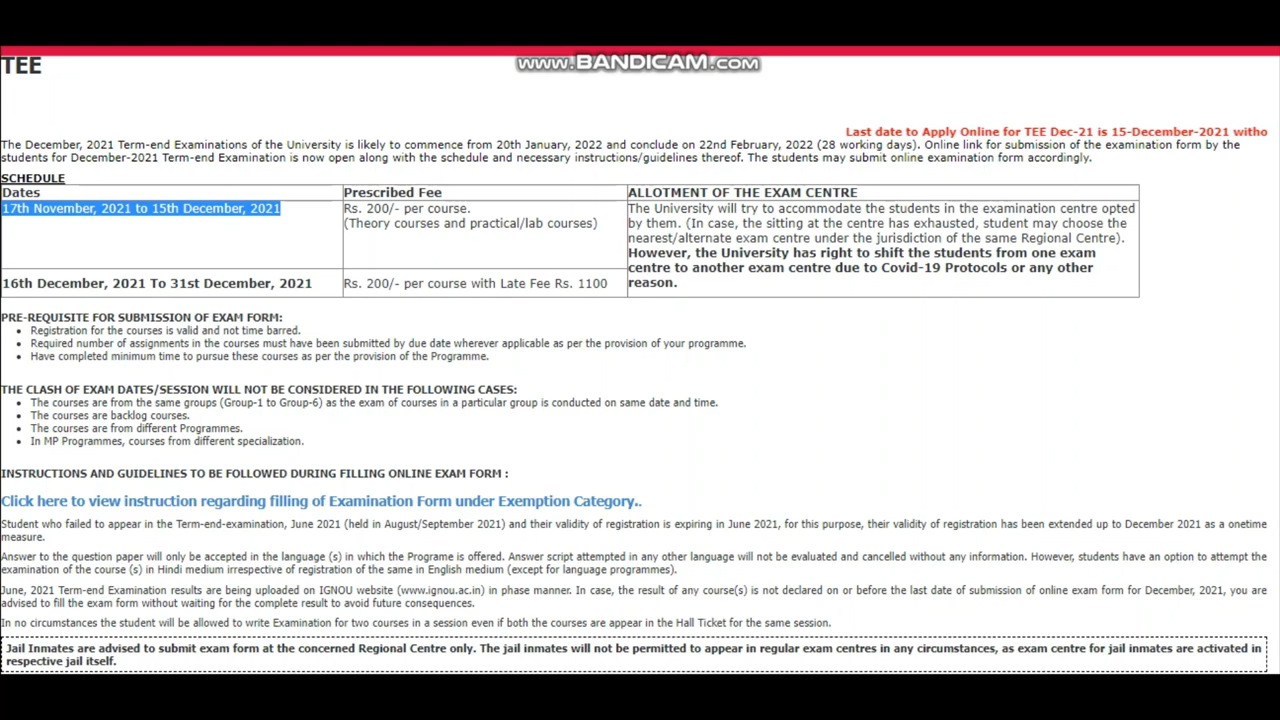 www.BANDICAM.com
TEE
Last date to Apply Online for TEE Dec-21 is 15-December-2021 witho
The December, 2021 Term-end Examinations of the University is likely to commence from 20th January, 2022 and conclude on 22nd February, 2022 (28 working days). Online link for submission of the examination form by the
students for December-2021 Term-end Examination is now open along with the schedule and necessary instructions/guidelines thereof. The students may submit online examination form accordingly.
SCHEDULE
Dates
Prescribed Fee
ALLOTMENT OF THE EXAM CENTRE
17th November, 2021 to 15th December, 2021
Rs. 200/- per course.
(Theory courses and practical/lab courses)
The University will try to accommodate the students in the examination centre opted
by them. (In case, the sitting at the centre has exhausted, student may choose the
nearest/alternate exam centre under the jurisdiction of the same Regional Centre).
However, the University has right to shift the students from one exam
centre to another exam centre due to Covid-19 Protocols or any other
reason.
16th December, 2021 To 31st December, 2021
Rs. 200/- per course with Late Fee Rs. 1100
PRE-REQUISITE FOR SUBMISSION OF EXAM FORM:
• Registration for the courses is valid and not time barred.
• Required number of assignments in the courses must have been submitted by due date wherever applicable as per the provision of your programme.
• Have completed minimum time to pursue these courses as per the provision of the Programme.
THE CLASH OF EXAM DATES/SESSION WILL NOT BE CONSIDERED IN THE FOLLOWING CASES:
• The courses are from the same groups (Group-1 to Group-6) as the exam of courses in a particular group is conducted on same date and time.
• The courses are backlog courses.
• The courses are from different Programmes.
• In MP Programmes, courses from different specialization.
INSTRUCTIONS AND GUIDELINES TO BE FOLLOWED DURING FILLING ONLINE EXAM FORM :
Click here to view instruction regarding filling of Examination Form under Exemption Category..
Student who failed to appear in the Term-end-examination, June 2021 (held in August/September 2021) and their validity of registration is expiring in June 2021, for this purpose, their validity of registration has been extended up to December 2021 as a onetime
measure.
Answer to the question paper will only be accepted in the language (s) in which the Programe is offered. Answer script attempted in any other language will not be evaluated and cancelled without any information. However, students have an option to attempt the
examination of the course (s) in Hindi medium irrespective of registration of the same in English medium (except for language programmes).
June, 2021 Term-end Examination results are being uploaded on IGNOU website (www.ignou.ac.in) in phase manner. In case, the result of any course(s) is not declared on or before the last date of submission of online exam form for December, 2021, you are
advised to fill the exam form without waiting for the complete result to avoid future consequences.
In no circumstances the student will be allowed to write Examination for two courses in a session even if both the courses are appear in the Hall Ticket for the same session.
Jail Inmates are advised to submit exam form at the concerned Regional Centre only. The jail inmates will not be permitted to appear in regular exam centres in any circumstances, as exam centre for jail inmates are activated in
respective jail itself.